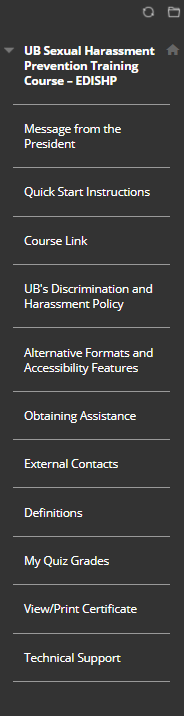 UB Sexual Harassment
Prevention Training
Course – EDISHP
Message from the
President
Quick Start Instructions
Course Link
UB's Discrimination and
Harassment Policy
Alternative Formats and
Accessibility Features
Obtaining Assistance
External Contacts
Definitions
My Quiz Grades
View/Print Certificate
Technical Support